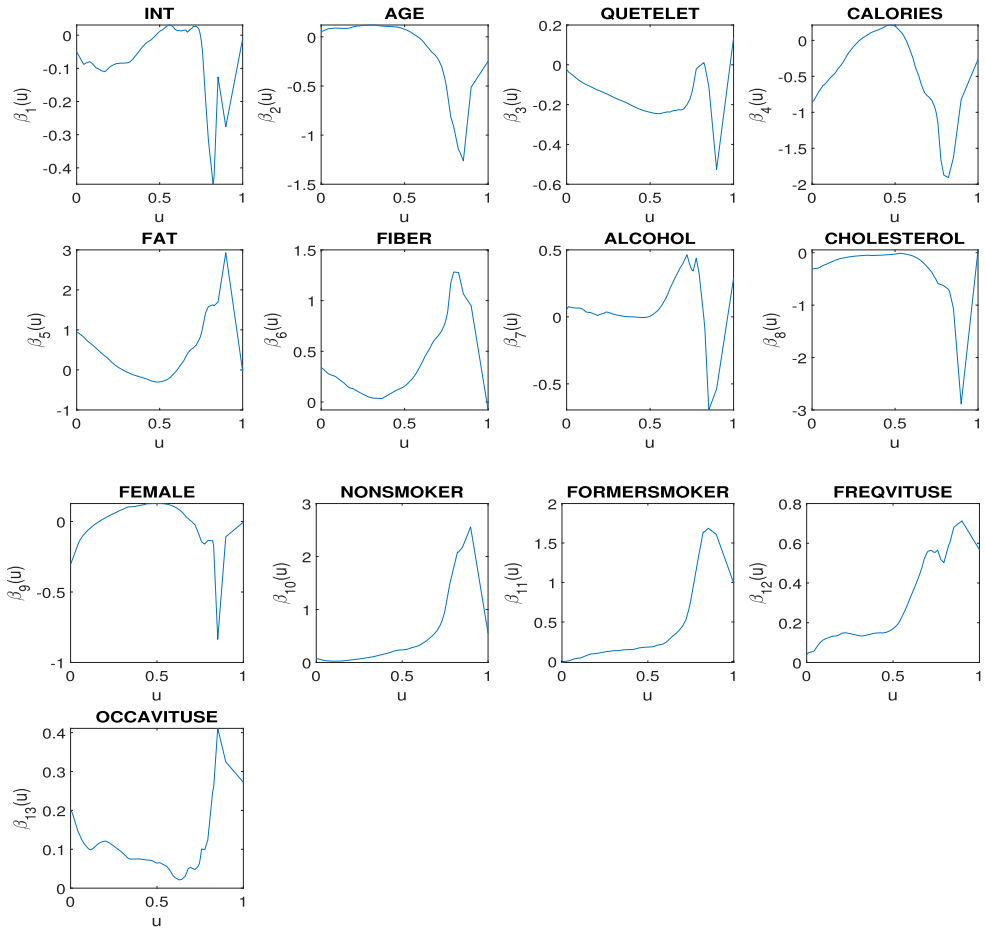 INT
0
-0.1
-0.2
-0.3
-0.4
β1(u)
0 0.5 1
u
AGE
0
-0.5
-1
-1.5
β2(u)
0 0.5 1
u
QUETELET
0.2
0
-0.2
-0.4
-0.6
β3(u)
0 0.5 1
u
CALORIES
0
-0.5
-1
-1.5
-2
β4(u)
0 0.5 1
u
FAT
3
2
1
0
-1
β5(u)
0 0.5 1
u
FIBER
1.5
1
0.5
0
β6(u)
0 0.5 1
u
ALCOHOL
0.5
0
-0.5
β7(u)
0 0.5 1
u
CHOLESTEROL
0
-1
-2
-3
β8(u)
0 0.5 1
u
FEMALE
0
-0.5
-1
β9(u)
0 0.5 1
u
NONSMOKER
3
2
1
0
β10(u)
0 0.5 1
u
FORMERSMOKER
2
1.5
1
0.5
0
β11(u)
0 0.5 1
u
FREQVITUSE
0.8
0.6
0.4
0.2
0
β12(u)
0 0.5 1
u
OCCAVITUSE
0.4
0.3
0.2
0.1
0
β13(u)
0 0.5 1
u